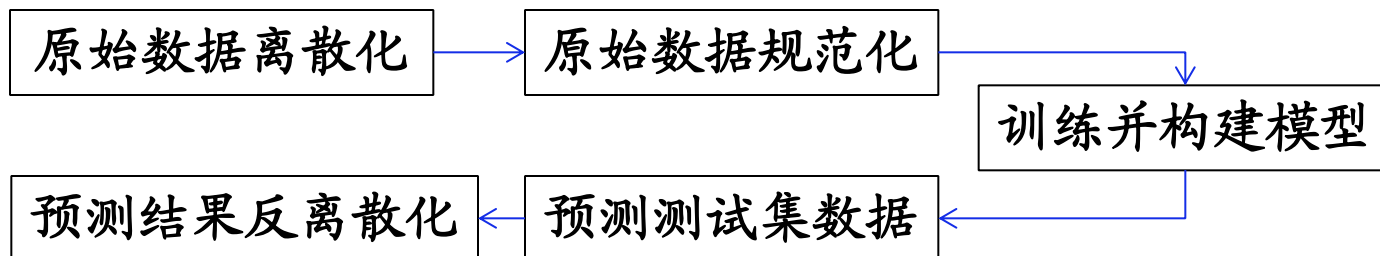 原始数据离散化
原始数据规范化
训练并构建模型
预测测试集数据
预测结果反离散化